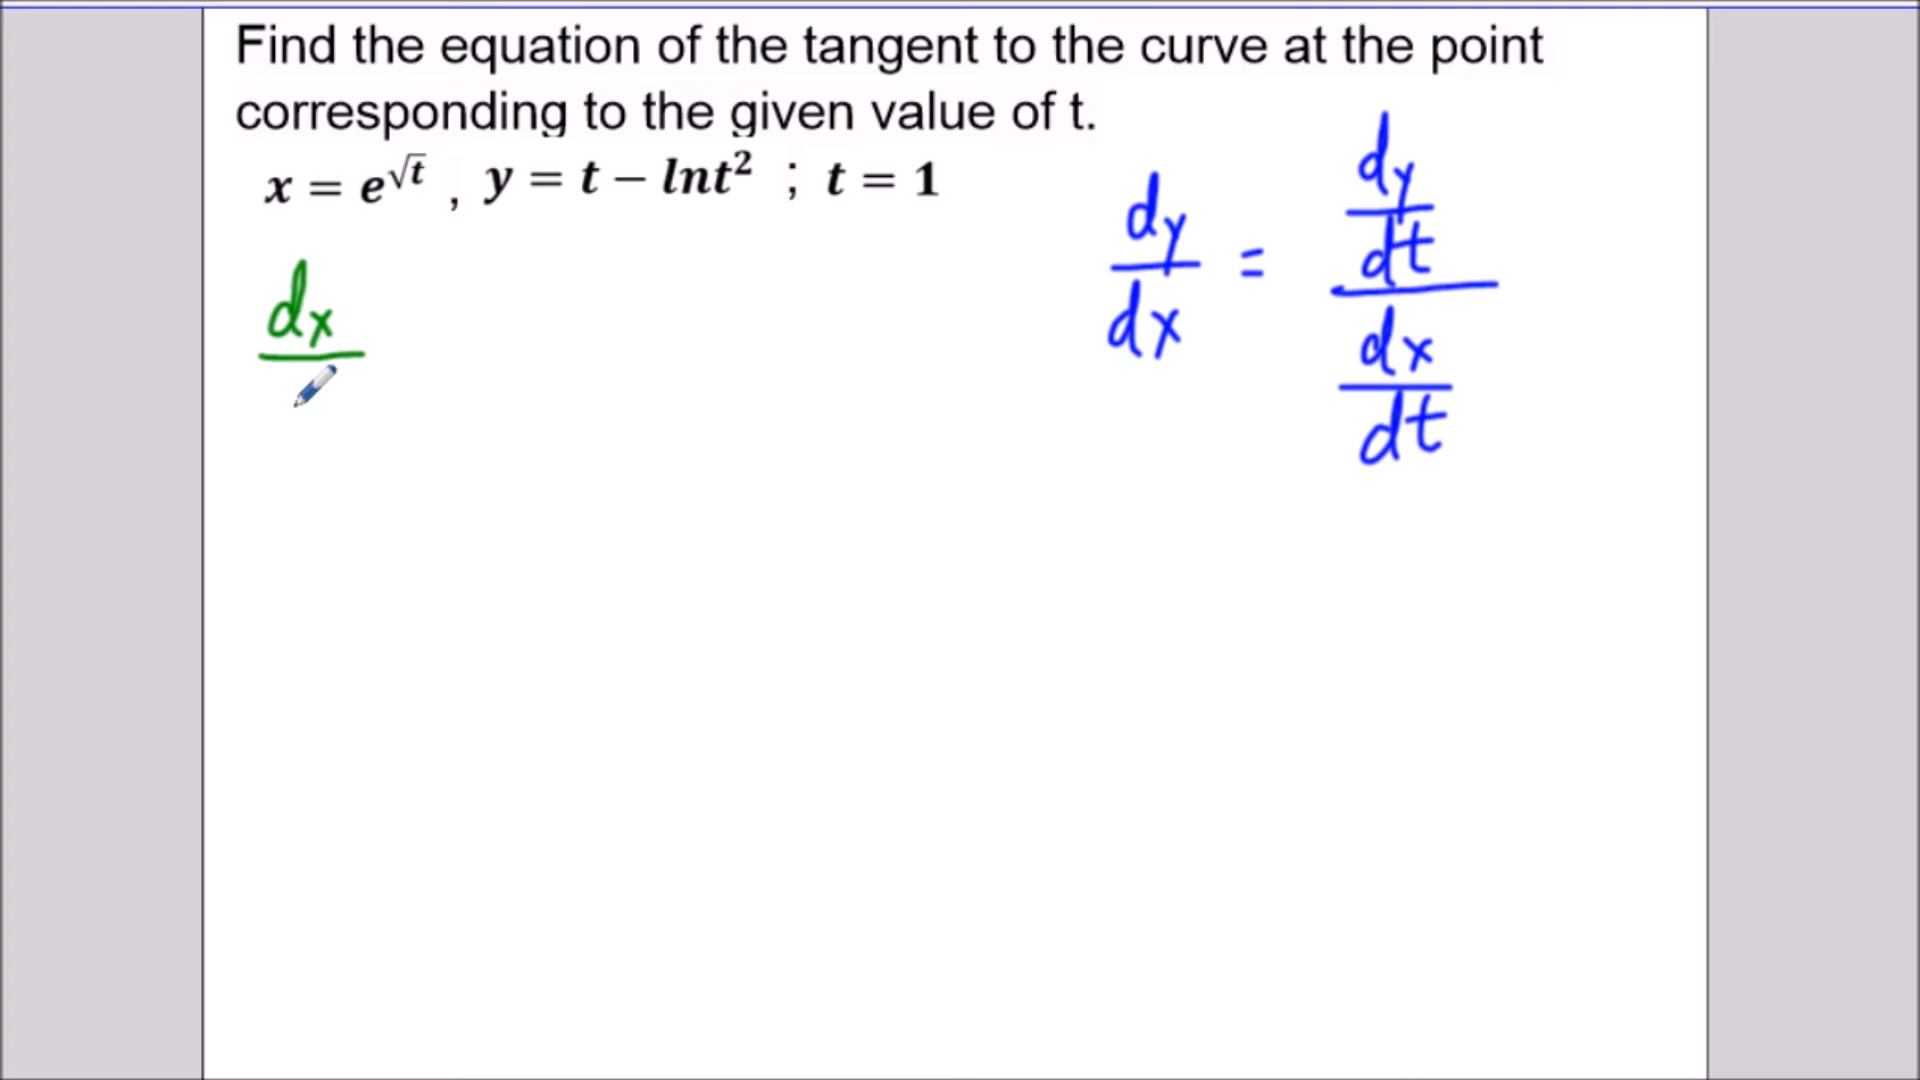 Find the equation of the tangent to the curve at the point
corresponding to the given value of t.
x = e^√t , y = t − lnt² ; t = 1
dy/dx = (dy/dt)/(dx/dt)
dx